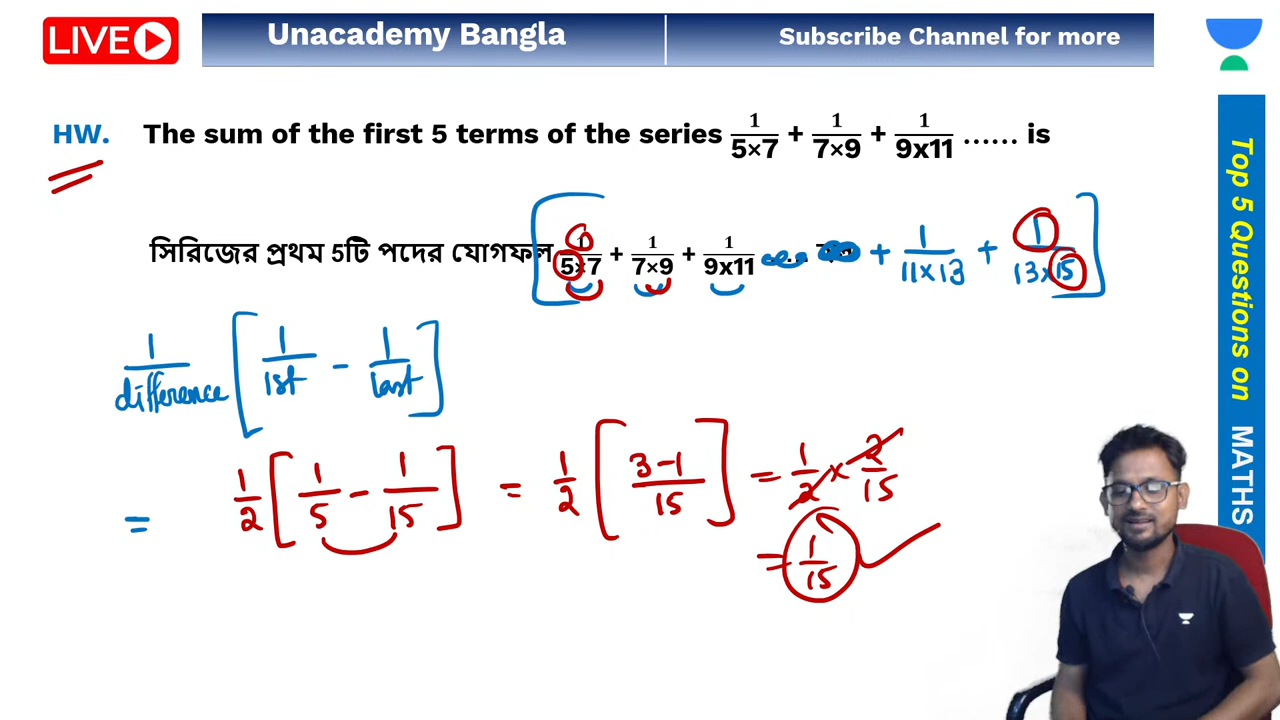 LIVE
Unacademy Bangla
Subscribe Channel for more
HW. The sum of the first 5 terms of the series 1/5×7 + 1/7×9 + 1/9x11 ...... is
সিরিজের প্রথম 5টি পদের যোগফল [1/5×7 + 1/7×9 + 1/9x11 + 1/11×13 + 1/13×15]
1/difference [1/1st - 1/last]
= 1/2 [1/5 - 1/15] = 1/2 [3-1/15] = 1/2 × 2/15
= 1/15
Top 5 Questions on MATHS